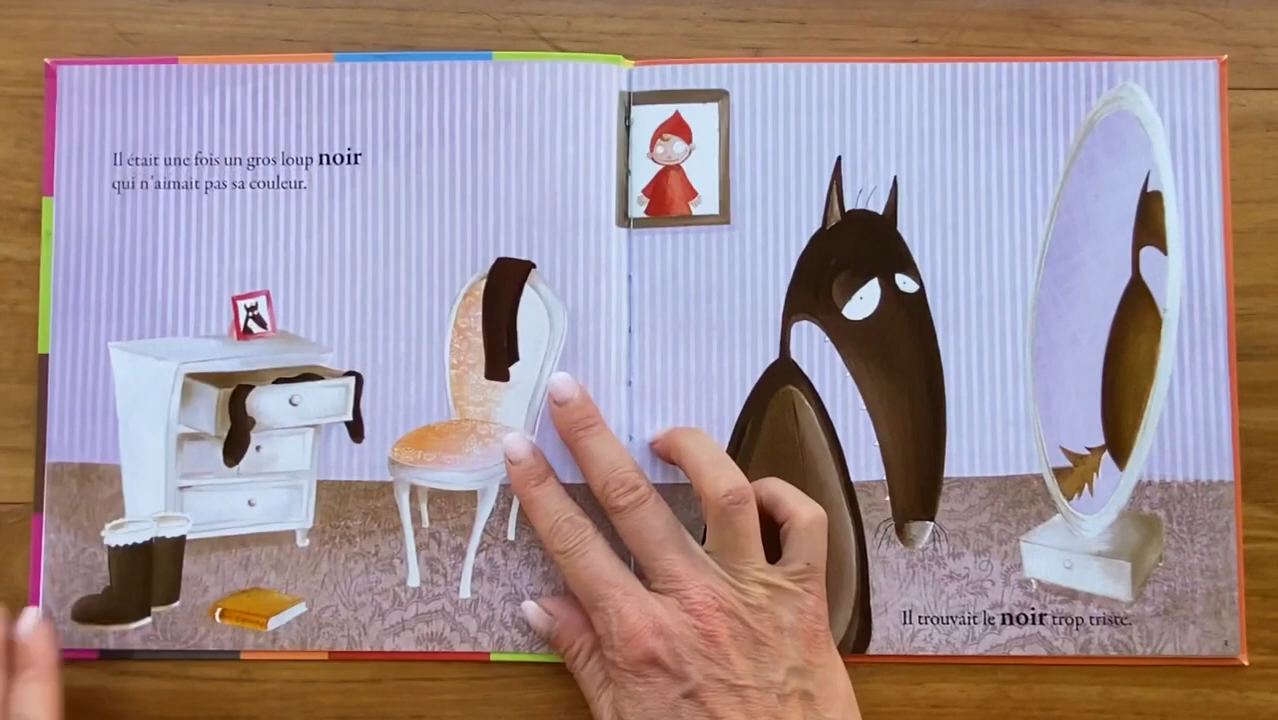 Il était une fois un gros loup noir
qui n'aimait pas sa couleur.
Il trouvait le noir trop triste.